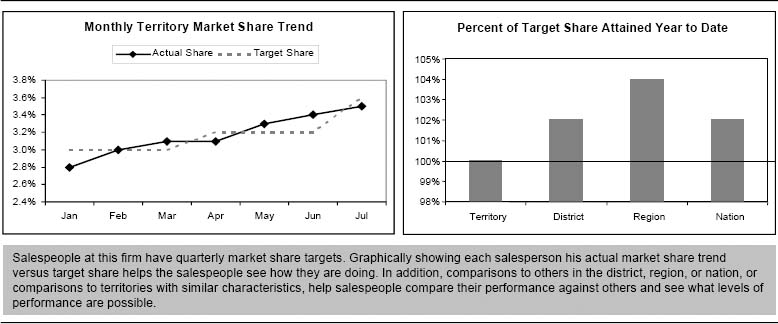 Monthly Territory Market Share Trend
Actual Share Target Share
3.8%
3.6%
3.4%
3.2%
3.0%
2.8%
2.6%
2.4%
Jan Feb Mar Apr May Jun Jul
Percent of Target Share Attained Year to Date
105%
104%
103%
102%
101%
100%
99%
98%
Territory District Region Nation
Salespeople at this firm have quarterly market share targets. Graphically showing each salesperson his actual market share trend
versus target share helps the salespeople see how they are doing. In addition, comparisons to others in the district, region, or nation, or
comparisons to territories with similar characteristics, help salespeople compare their performance against others and see what levels of
performance are possible.